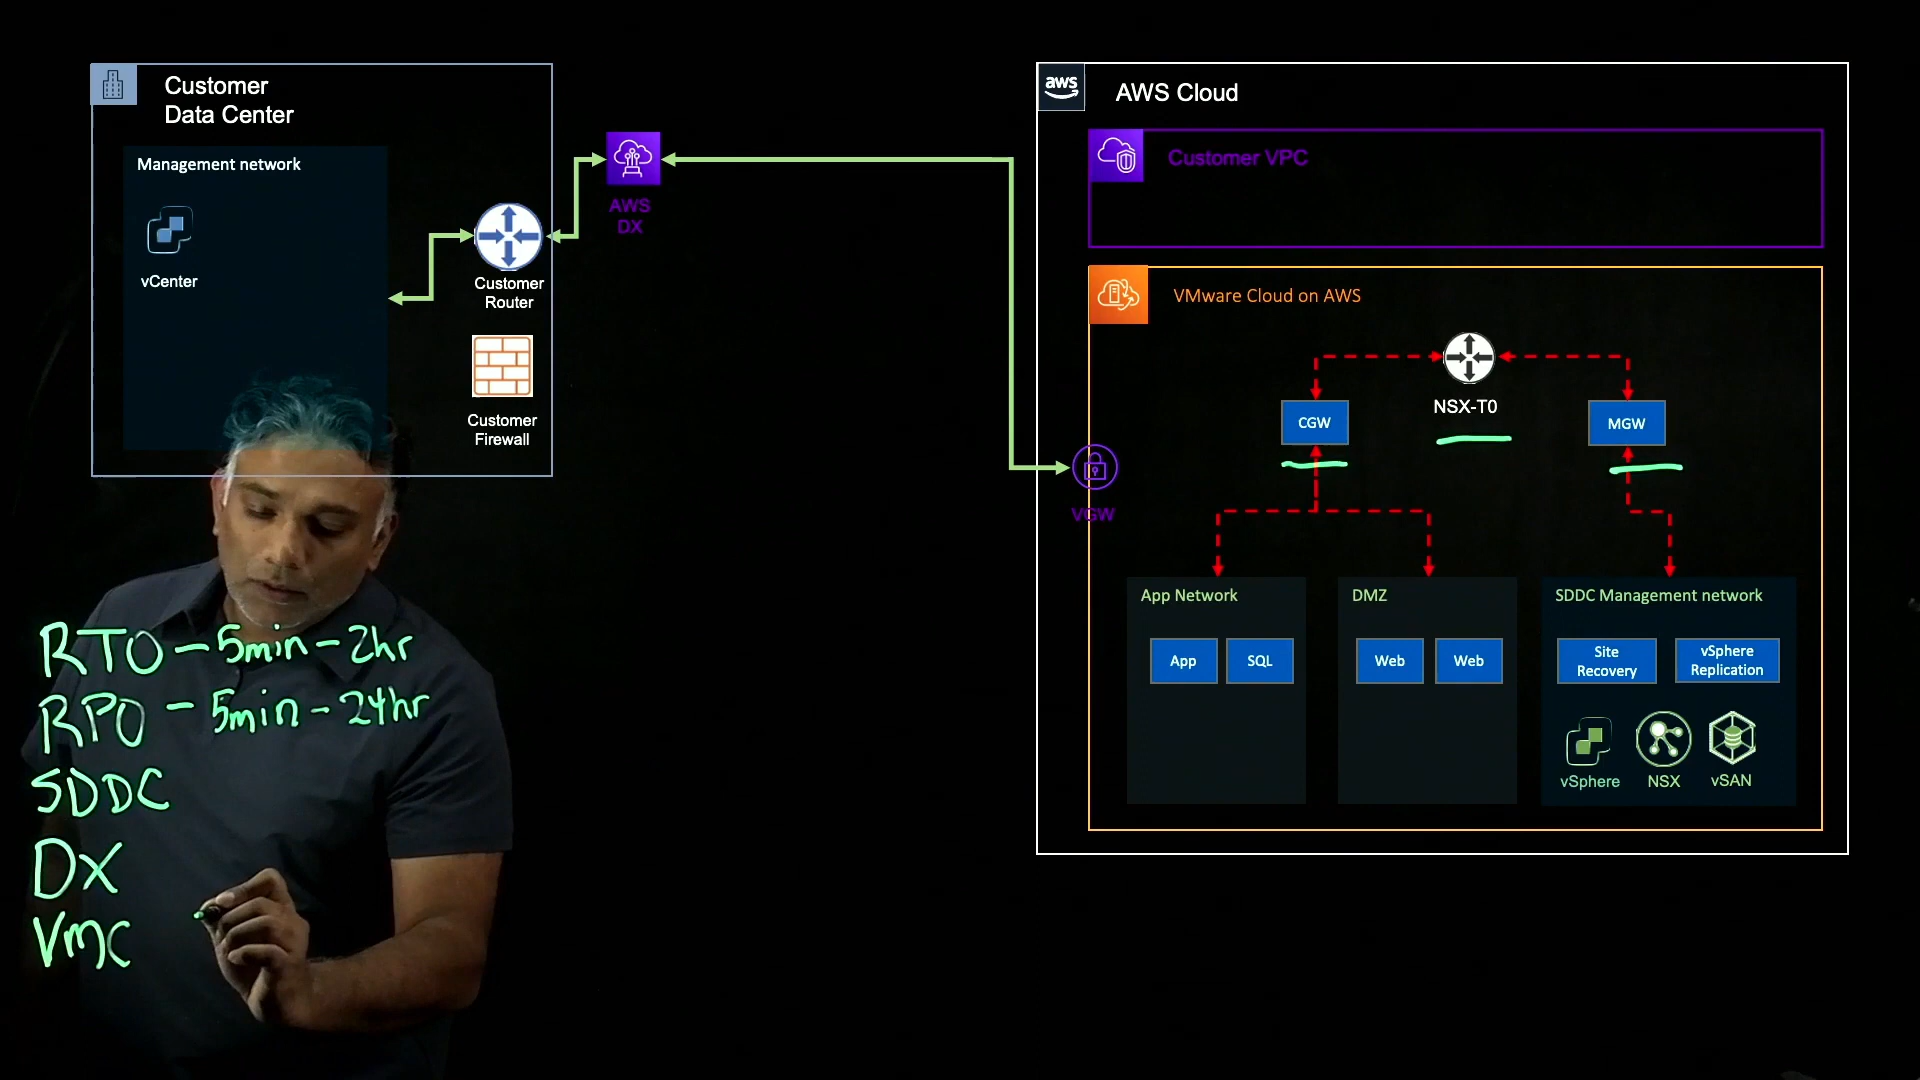 Customer
Data Center
Management network
vCenter
Customer
Router
Customer
Firewall
AWS
DX
aws
AWS Cloud
Customer VPC
VMware Cloud on AWS
NSX-T0
CGW
MGW
VGW
App Network
App
SQL
DMZ
Web
Web
SDDC Management network
Site
Recovery
vSphere
Replication
vSphere
NSX
vSAN
RTO - 5min - 2hr
RPO - 5min - 24hr
SDDC
DX
VMC